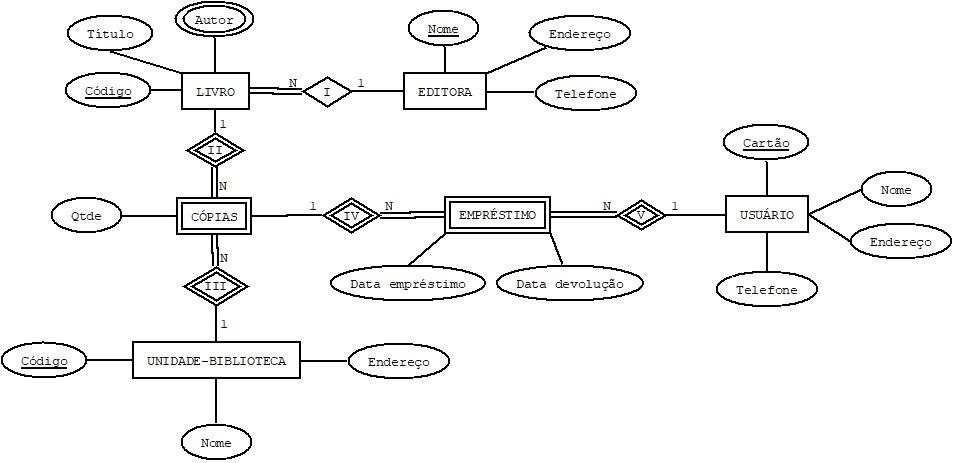 Autor
Título
Nome
Endereço
Código
LIVRO
N
I
1
EDITORA
Telefone
1
II
N
Cartão
Qtde
CÓPIAS
1
IV
N
EMPRÉSTIMO
N
V
1
USUÁRIO
Nome
Endereço
N
III
Data empréstimo
Data devolução
Telefone
1
Código
UNIDADE-BIBLIOTECA
Endereço
Nome